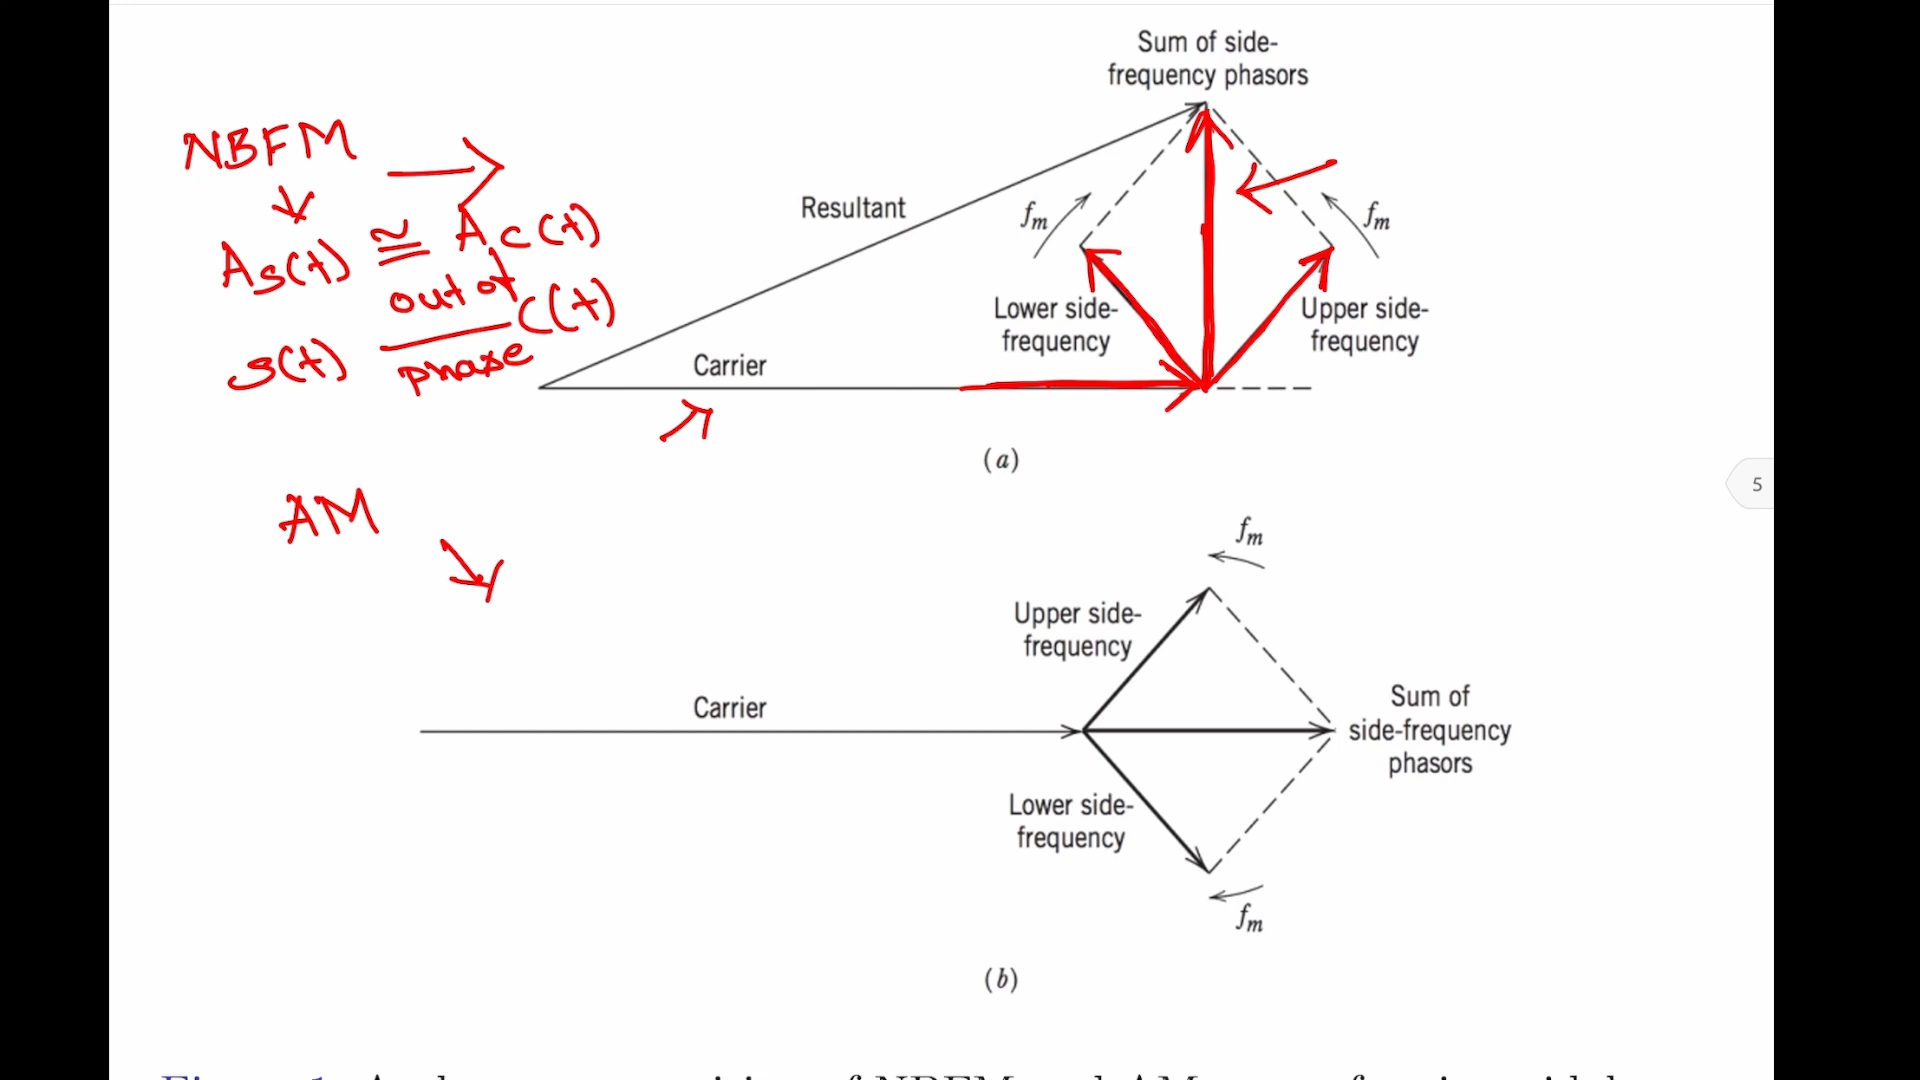 Sum of side-
frequency phasors
NBFM
Resultant
fm
fm
As(t) ≅ Ac(t)
out of
s(t) c(t)
phase
Lower side-
frequency
Upper side-
frequency
Carrier
(a)
5
AM
fm
Upper side-
frequency
Carrier
Sum of
side-frequency
phasors
Lower side-
frequency
fm
(b)